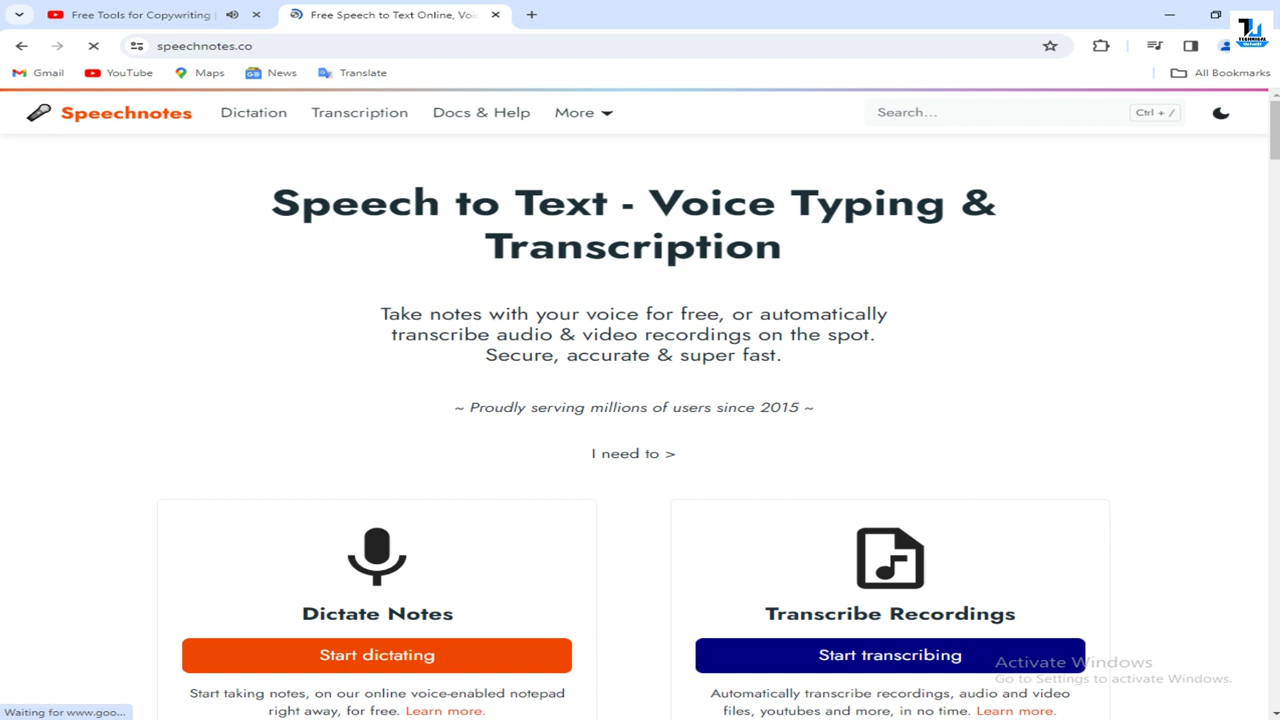 Free Tools for Copywriting
Free Speech to Text Online, Voi
speechnotes.co
Gmail
YouTube
Maps
News
Translate
All Bookmarks
Speechnotes
Dictation
Transcription
Docs & Help
More
Search...
Ctrl + /
Speech to Text - Voice Typing &
Transcription
Take notes with your voice for free, or automatically
transcribe audio & video recordings on the spot.
Secure, accurate & super fast.
~ Proudly serving millions of users since 2015 ~
I need to >
Dictate Notes
Start dictating
Start taking notes, on our online voice-enabled notepad
right away, for free. Learn more.
Transcribe Recordings
Start transcribing
Automatically transcribe recordings, audio and video
files, youtubes and more, in no time. Learn more.
Activate Windows
Go to Settings to activate Windows.
Waiting for www.goo...